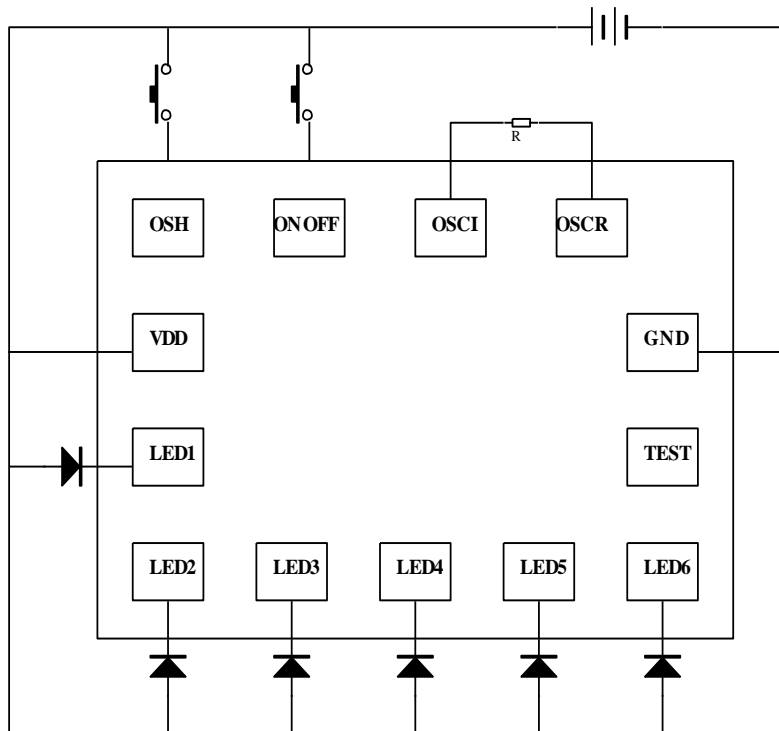 R
OSH ONOFF OSCI OSCR
VDD GND
LED1 TEST
LED2 LED3 LED4 LED5 LED6